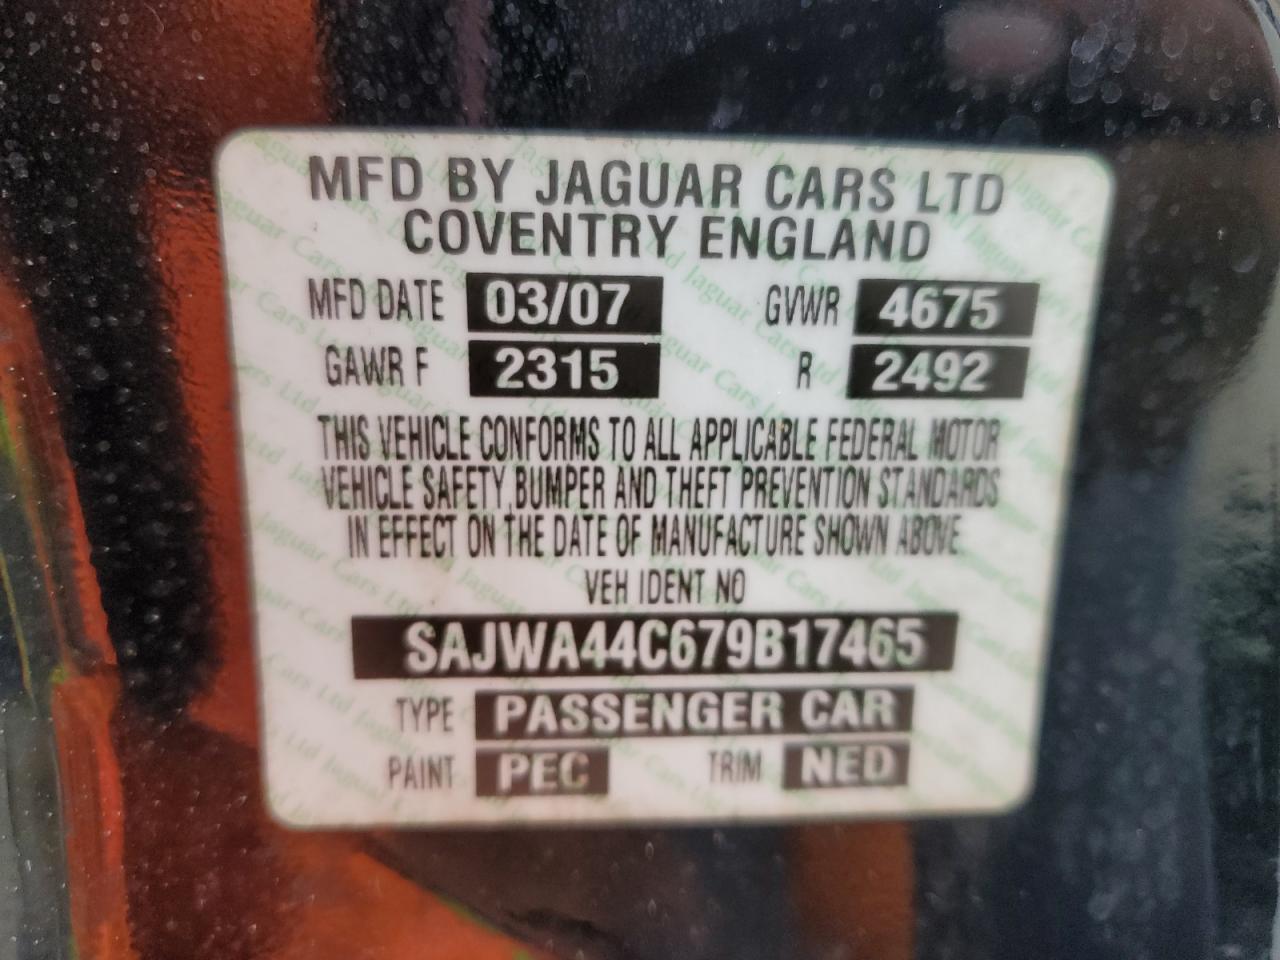 MFD BY JAGUAR CARS LTD
COVENTRY ENGLAND
MFD DATE 03/07 GVWR 4675
GAWR F 2315 R 2492
THIS VEHICLE CONFORMS TO ALL APPLICABLE FEDERAL MOTOR
VEHICLE SAFETY, BUMPER AND THEFT PREVENTION STANDARDS
IN EFFECT ON THE DATE OF MANUFACTURE SHOWN ABOVE
VEH IDENT NO
SAJWA44C679B17465
TYPE PASSENGER CAR
PAINT PEC TRIM NED